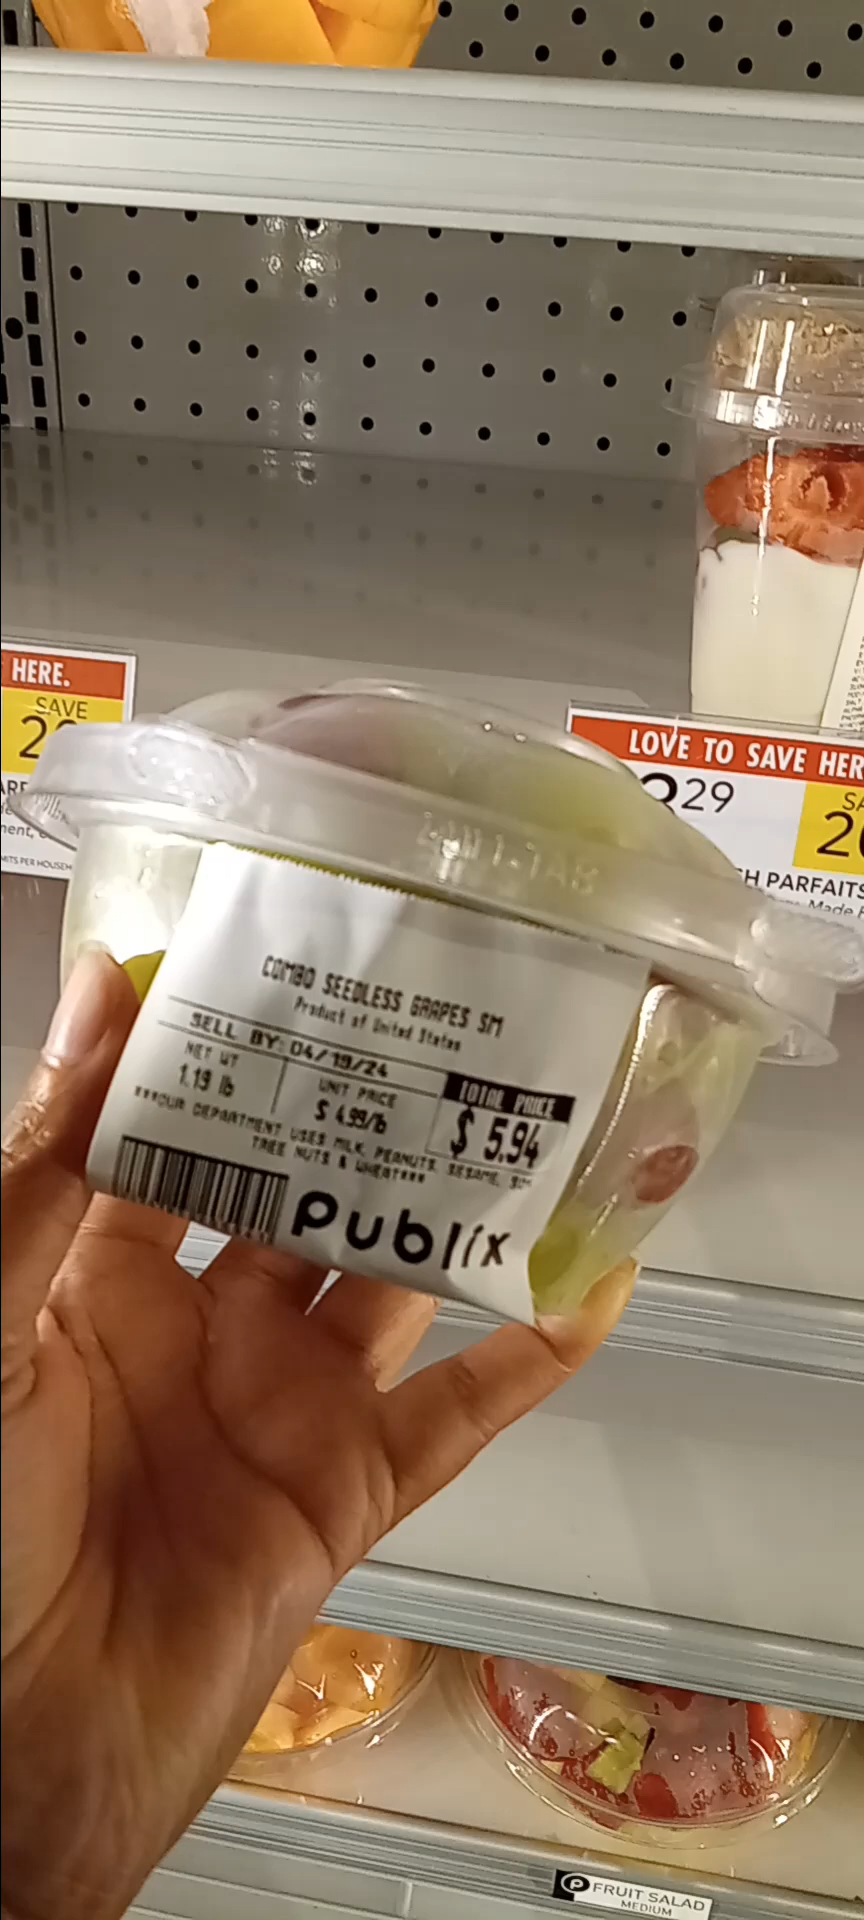 HERE.
SAVE
LOVE TO SAVE HER
29
H PARFAITS
Made
COMBO SEEDLESS GRAPES SM
Product of United States
SELL BY: 04/19/24
NET WT
1.19 lb
UNIT PRICE
$ 4.99/lb
TOTAL PRICE
$ 5.94
***OUR DEPARTMENT USES MILK, PEANUTS, SESAME,
TREE NUTS & WHEAT***
Publix
P FRUIT SALAD
MEDIUM